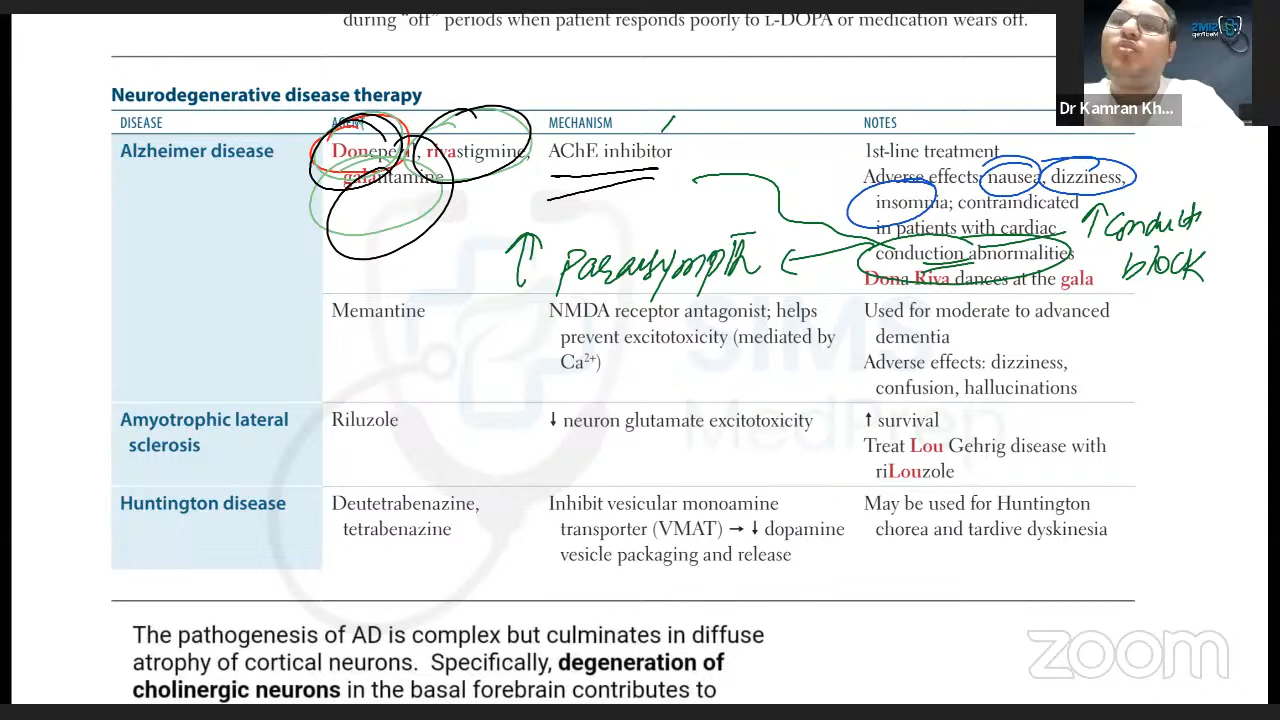 during “off” periods when patient responds poorly to L-DOPA or medication wears off.
SIMS
MedPrep
Dr Kamran Kh...
Neurodegenerative disease therapy
DISEASE AGENT MECHANISM NOTES
Alzheimer disease Donepezil, rivastigmine, AChE inhibitor 1st-line treatment
galantamine Adverse effects: nausea, dizziness,
insomnia; contraindicated
in patients with cardiac
conduction abnormalities
Dona Riva dances at the gala
↑ parasympth
↑ conduct
block
Memantine NMDA receptor antagonist; helps Used for moderate to advanced
prevent excitotoxicity (mediated by dementia
Ca2+) Adverse effects: dizziness,
confusion, hallucinations
SIMS
MedPrep
Amyotrophic lateral Riluzole ↓ neuron glutamate excitotoxicity ↑ survival
sclerosis Treat Lou Gehrig disease with
riLouzole
Huntington disease Deutetrabenazine, Inhibit vesicular monoamine May be used for Huntington
tetrabenazine transporter (VMAT) → ↓ dopamine chorea and tardive dyskinesia
vesicle packaging and release
The pathogenesis of AD is complex but culminates in diffuse
atrophy of cortical neurons. Specifically, degeneration of
cholinergic neurons in the basal forebrain contributes to
zoom